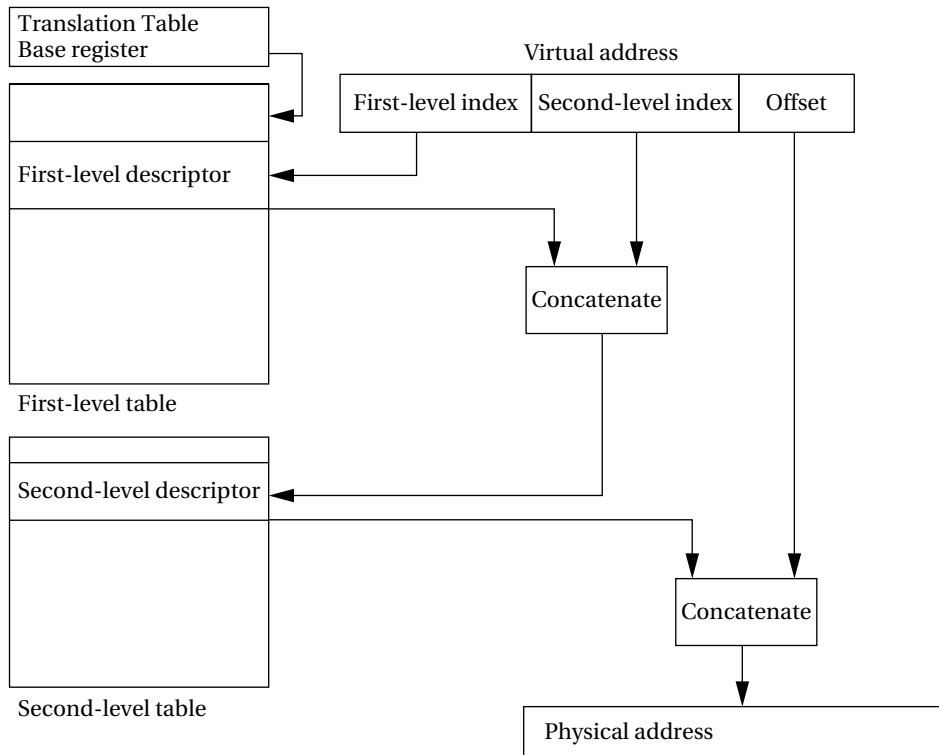 Translation Table
Base register
Virtual address
First-level index
Second-level index
Offset
First-level descriptor
Concatenate
First-level table
Second-level descriptor
Concatenate
Second-level table
Physical address